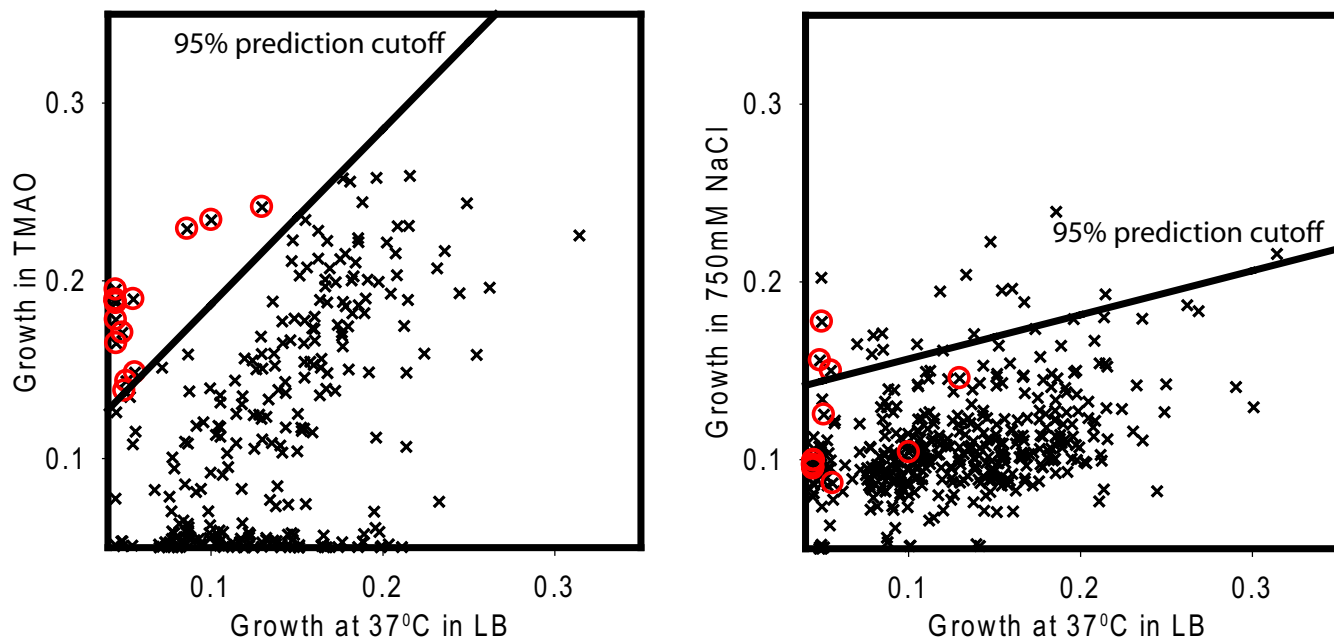 95% prediction cutoff
0.3
0.2
0.1
Growth in TMAO
0.1
0.2
0.3
Growth at 37⁰C in LB
95% prediction cutoff
0.3
0.2
0.1
Growth in 750mM NaCl
0.1
0.2
0.3
Growth at 37⁰C in LB